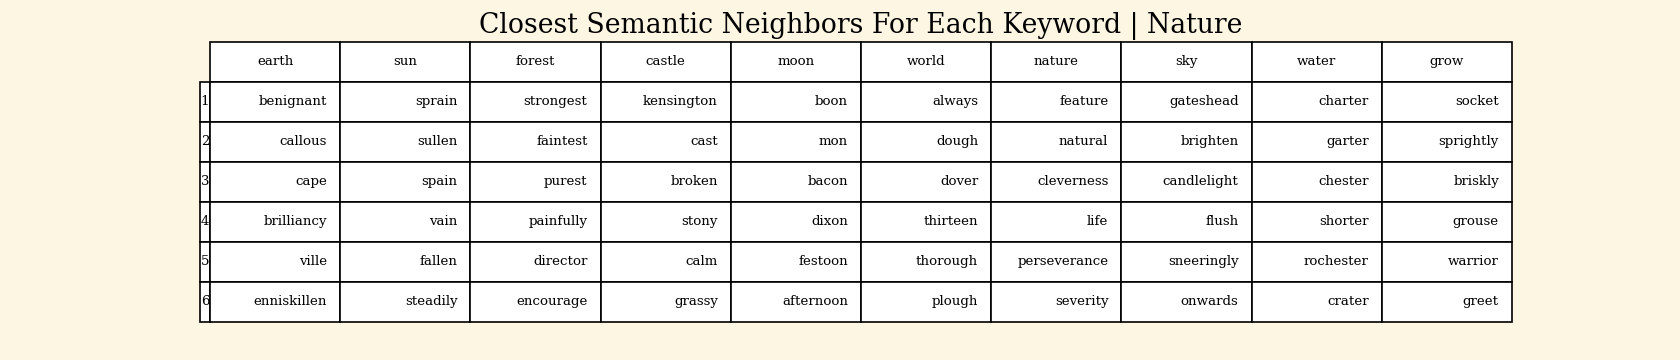 Closest Semantic Neighbors For Each Keyword | Nature
earth sun forest castle moon world nature sky water grow
1 benignant sprain strongest kensington boon always feature gateshead charter socket
2 callous sullen faintest cast mon dough natural brighten garter sprightly
3 cape spain purest broken bacon dover cleverness candlelight chester briskly
4 brilliancy vain painfully stony dixon thirteen life flush shorter grouse
5 ville fallen director calm festoon thorough perseverance sneeringly rochester warrior
6 enniskillen steadily encourage grassy afternoon plough severity onwards crater greet